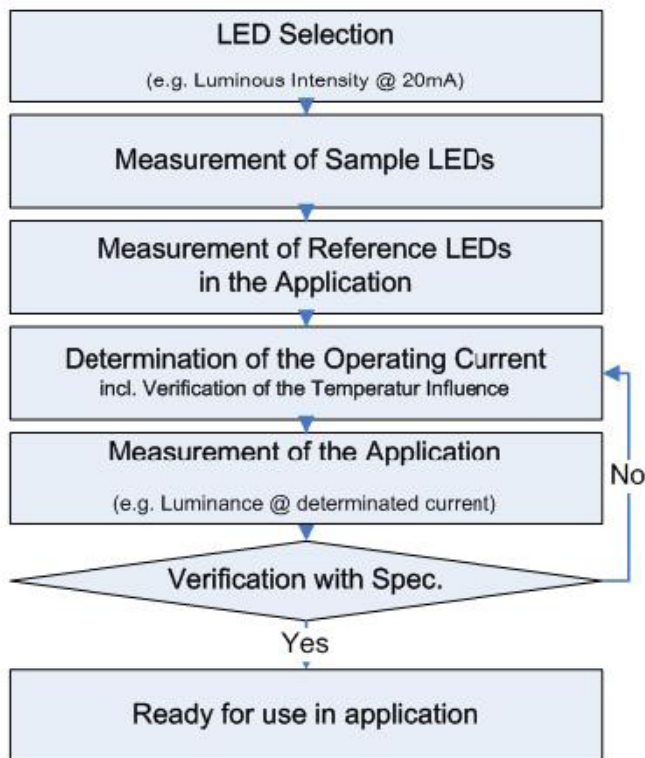 LED Selection
(e.g. Luminous Intensity @ 20mA)
Measurement of Sample LEDs
Measurement of Reference LEDs
in the Application
Determination of the Operating Current
incl. Verification of the Temperatur Influence
Measurement of the Application
(e.g. Luminance @ determinated current)
No
Verification with Spec.
Yes
Ready for use in application